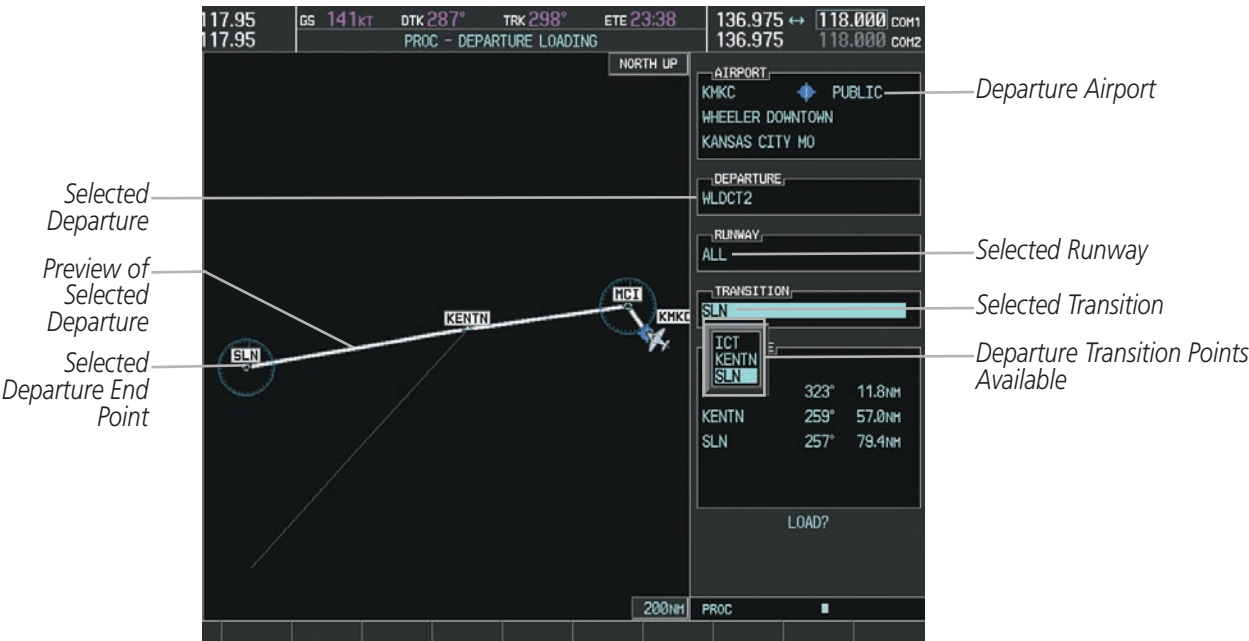 117.95 GS 141KT DTK 287° TRK 298° ETE 23:38 136.975 ↔ 118.000 COM1
117.95 PROC - DEPARTURE LOADING 136.975 118.000 COM2
NORTH UP
AIRPORT
KMKC PUBLIC
WHEELER DOWNTOWN
KANSAS CITY MO
Departure Airport
DEPARTURE
WLDCT2
Selected
Departure
RUNWAY
ALL
Selected Runway
Preview of
Selected
Departure
TRANSITION
SLN
Selected Transition
MCI
KMKC
KENTN
SLN
ICT
KENTN
SLN
Departure Transition Points
Available
Selected
Departure End
Point
323° 11.8NM
KENTN 259° 57.0NM
SLN 257° 79.4NM
LOAD?
200NM
PROC